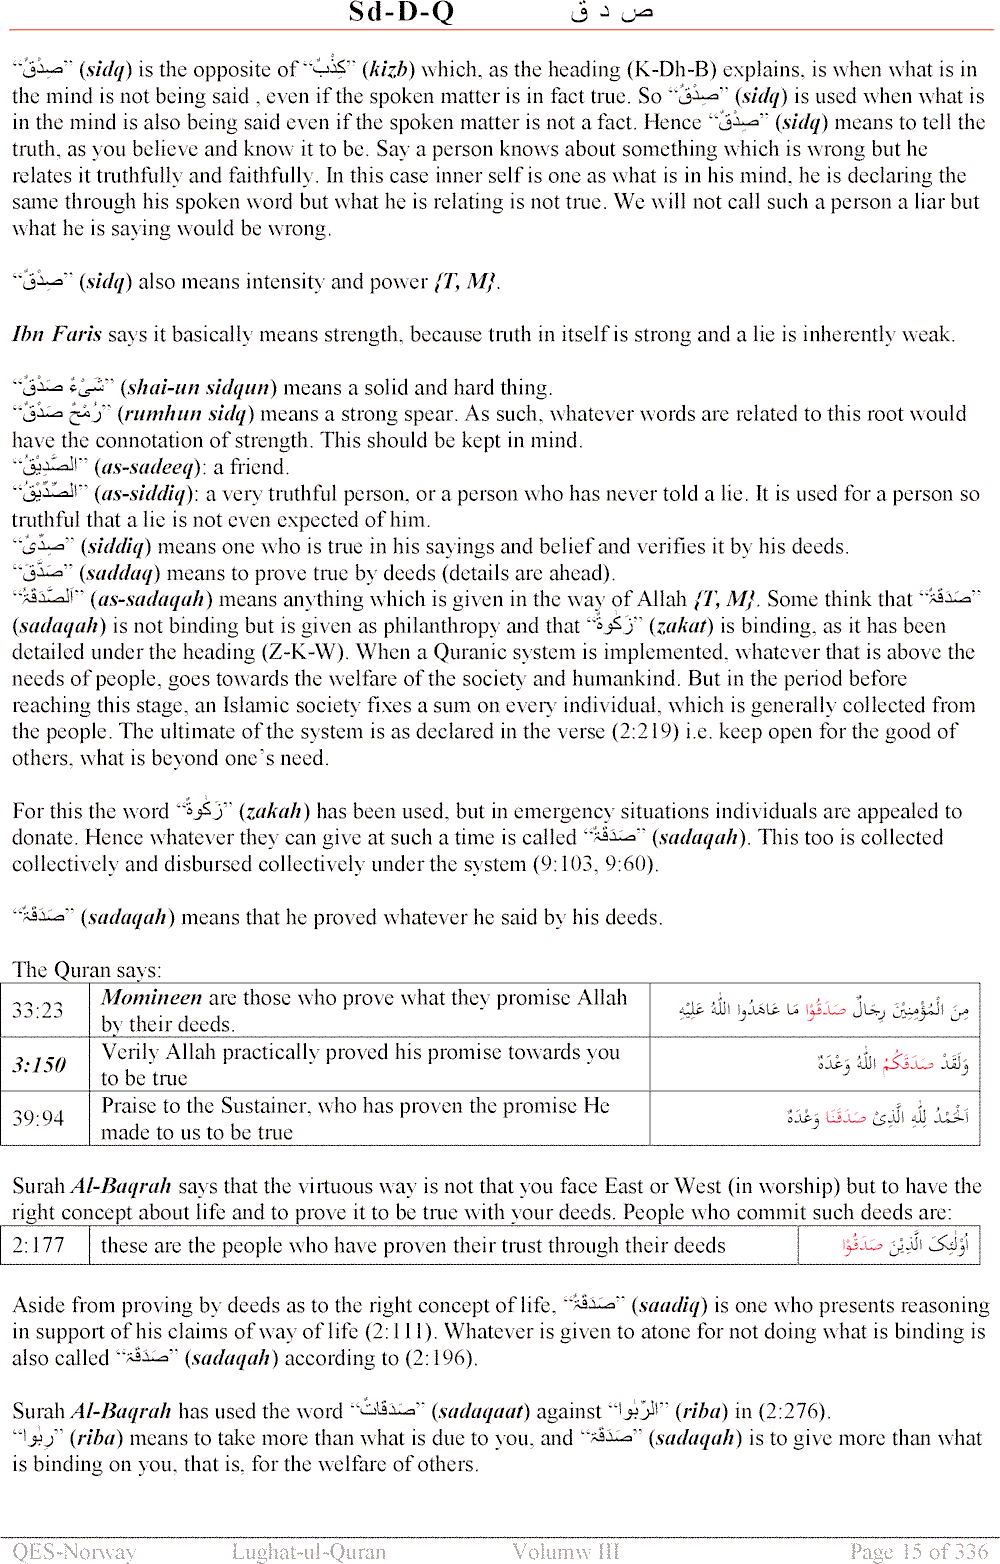 Sd-D-Q ص د ق
“صِدْقٌ” (sidq) is the opposite of “کِذْبٌ” (kizb) which, as the heading (K-Dh-B) explains, is when what is in
the mind is not being said , even if the spoken matter is in fact true. So “صِدْقٌ” (sidq) is used when what is
in the mind is also being said even if the spoken matter is not a fact. Hence “صِدْقٌ” (sidq) means to tell the
truth, as you believe and know it to be. Say a person knows about something which is wrong but he
relates it truthfully and faithfully. In this case inner self is one as what is in his mind, he is declaring the
same through his spoken word but what he is relating is not true. We will not call such a person a liar but
what he is saying would be wrong.
“صِدْقٌ” (sidq) also means intensity and power {T, M}.
Ibn Faris says it basically means strength, because truth in itself is strong and a lie is inherently weak.
“شَیْءٌ صَدْقٌ” (shai-un sidqun) means a solid and hard thing.
“رُمْحٌ صَدْقٌ” (rumhun sidq) means a strong spear. As such, whatever words are related to this root would
have the connotation of strength. This should be kept in mind.
“الصَّدِیْقُ” (as-sadeeq): a friend.
“الصِّدِّیْقُ” (as-siddiq): a very truthful person, or a person who has never told a lie. It is used for a person so
truthful that a lie is not even expected of him.
“صِدِّیْ” (siddiq) means one who is true in his sayings and belief and verifies it by his deeds.
“صَدَّقَ” (saddaq) means to prove true by deeds (details are ahead).
“اَلصَّدَقَۃُ” (as-sadaqah) means anything which is given in the way of Allah {T, M}. Some think that “صَدَقَۃٌ”
(sadaqah) is not binding but is given as philanthropy and that “زَکٰوۃٌ” (zakat) is binding, as it has been
detailed under the heading (Z-K-W). When a Quranic system is implemented, whatever that is above the
needs of people, goes towards the welfare of the society and humankind. But in the period before
reaching this stage, an Islamic society fixes a sum on every individual, which is generally collected from
the people. The ultimate of the system is as declared in the verse (2:219) i.e. keep open for the good of
others, what is beyond one’s need.
For this the word “زَکٰوۃٌ” (zakah) has been used, but in emergency situations individuals are appealed to
donate. Hence whatever they can give at such a time is called “صَدَقَۃٌ” (sadaqah). This too is collected
collectively and disbursed collectively under the system (9:103, 9:60).
“صَدَقَۃٌ” (sadaqah) means that he proved whatever he said by his deeds.
The Quran says:
33:23 Momineen are those who prove what they promise Allah مِنَ الْمُؤْمِنِیْنَ رِجَالٌ صَدَقُوْا مَا عَاهَدُوا اللّٰهَ عَلَیْهِ
by their deeds.
3:150 Verily Allah practically proved his promise towards you وَلَقَدْ صَدَقَکُمُ اللّٰهُ وَعْدَهٗ
to be true
39:94 Praise to the Sustainer, who has proven the promise He اَلْحَمْدُ لِلّٰهِ الَّذِیْ صَدَقَنَا وَعْدَهٗ
made to us to be true
Surah Al-Baqrah says that the virtuous way is not that you face East or West (in worship) but to have the
right concept about life and to prove it to be true with your deeds. People who commit such deeds are:
2:177 these are the people who have proven their trust through their deeds اُوْلٰٓئِکَ الَّذِیْنَ صَدَقُوْا
Aside from proving by deeds as to the right concept of life, “صَدَقَۃٌ” (saadiq) is one who presents reasoning
in support of his claims of way of life (2:111). Whatever is given to atone for not doing what is binding is
also called “صَدَقَۃٌ” (sadaqah) according to (2:196).
Surah Al-Baqrah has used the word “صَدَقَاتٌ” (sadaqaat) against “الرِّبٰوا” (riba) in (2:276).
“رِبٰوا” (riba) means to take more than what is due to you, and “صَدَقَۃٌ” (sadaqah) is to give more than what
is binding on you, that is, for the welfare of others.
QES-Norway Lughat-ul-Quran Volumw III Page 15 of 336